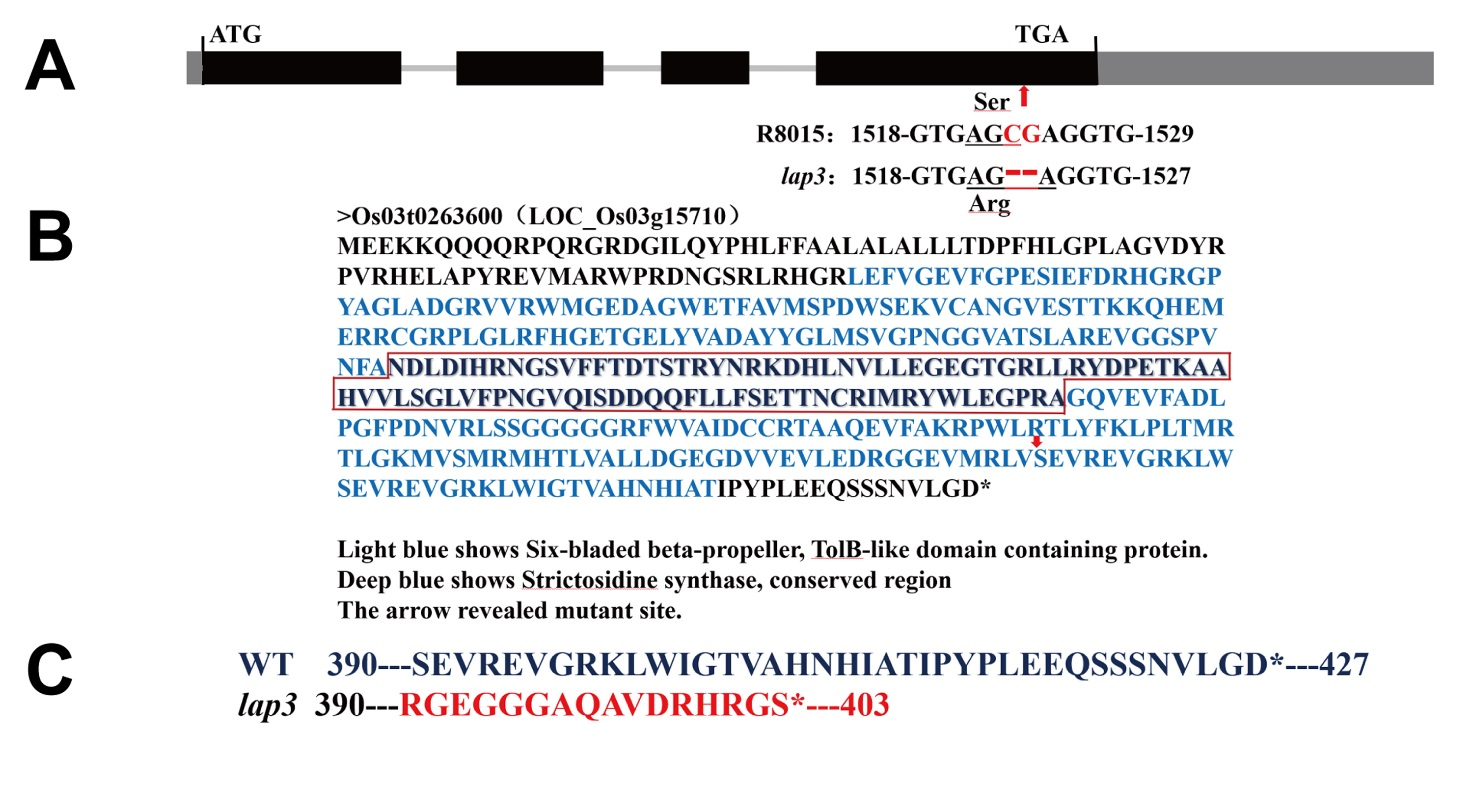 A
ATG TGA
Ser
R8015：1518-GTGAGCGAGGTG-1529
lap3：1518-GTGAG--AGGTG-1527
Arg
B
>Os03t0263600（LOC_Os03g15710）
MEEKKQQQQRPQRGRDGILQYPHLFFAALALALLLTDPFHLGPLAGVDYR
PVRHELAPYREVMARWPRDNGSRLRHGRLEFVGEVFGPESIEFDRHGRGP
YAGLADGRVVRWMGEDAGWETFAVMSPDWSEKVCANGVESTTKKQHEM
ERRCGRPLGLRFHGETGELYVADAYYGLMSVGPNGGVATSLAREVGGSPV
NFANDLDIHRNGSVFFTDTSTRYNRKDHLNVLLEGEGTGRLLRYDPETKAA
HVVLSGLVFPNGVQISDDQQFLLFSETTNCRIMRYWLEGPRAGQVEVFADL
PGFPDNVRLSSGGGGGRFWVAIDCCRTAAQEVFAKRPWLRTLYFKLPLTMR
TLGKMVSMRMHTLVALLDGEGDVVEVLEDRGGEVMRLVSEVREVGRKLW
SEVREVGRKLWIGTVAHNHIATIPYPLEEQSSSNVLGD*
Light blue shows Six-bladed beta-propeller, TolB-like domain containing protein.
Deep blue shows Strictosidine synthase, conserved region
The arrow revealed mutant site.
C
WT 390---SEVREVGRKLWIGTVAHNHIATIPYPLEEQSSSNVLGD*---427
lap3 390---RGEGGGAQAVDRHRGS*---403